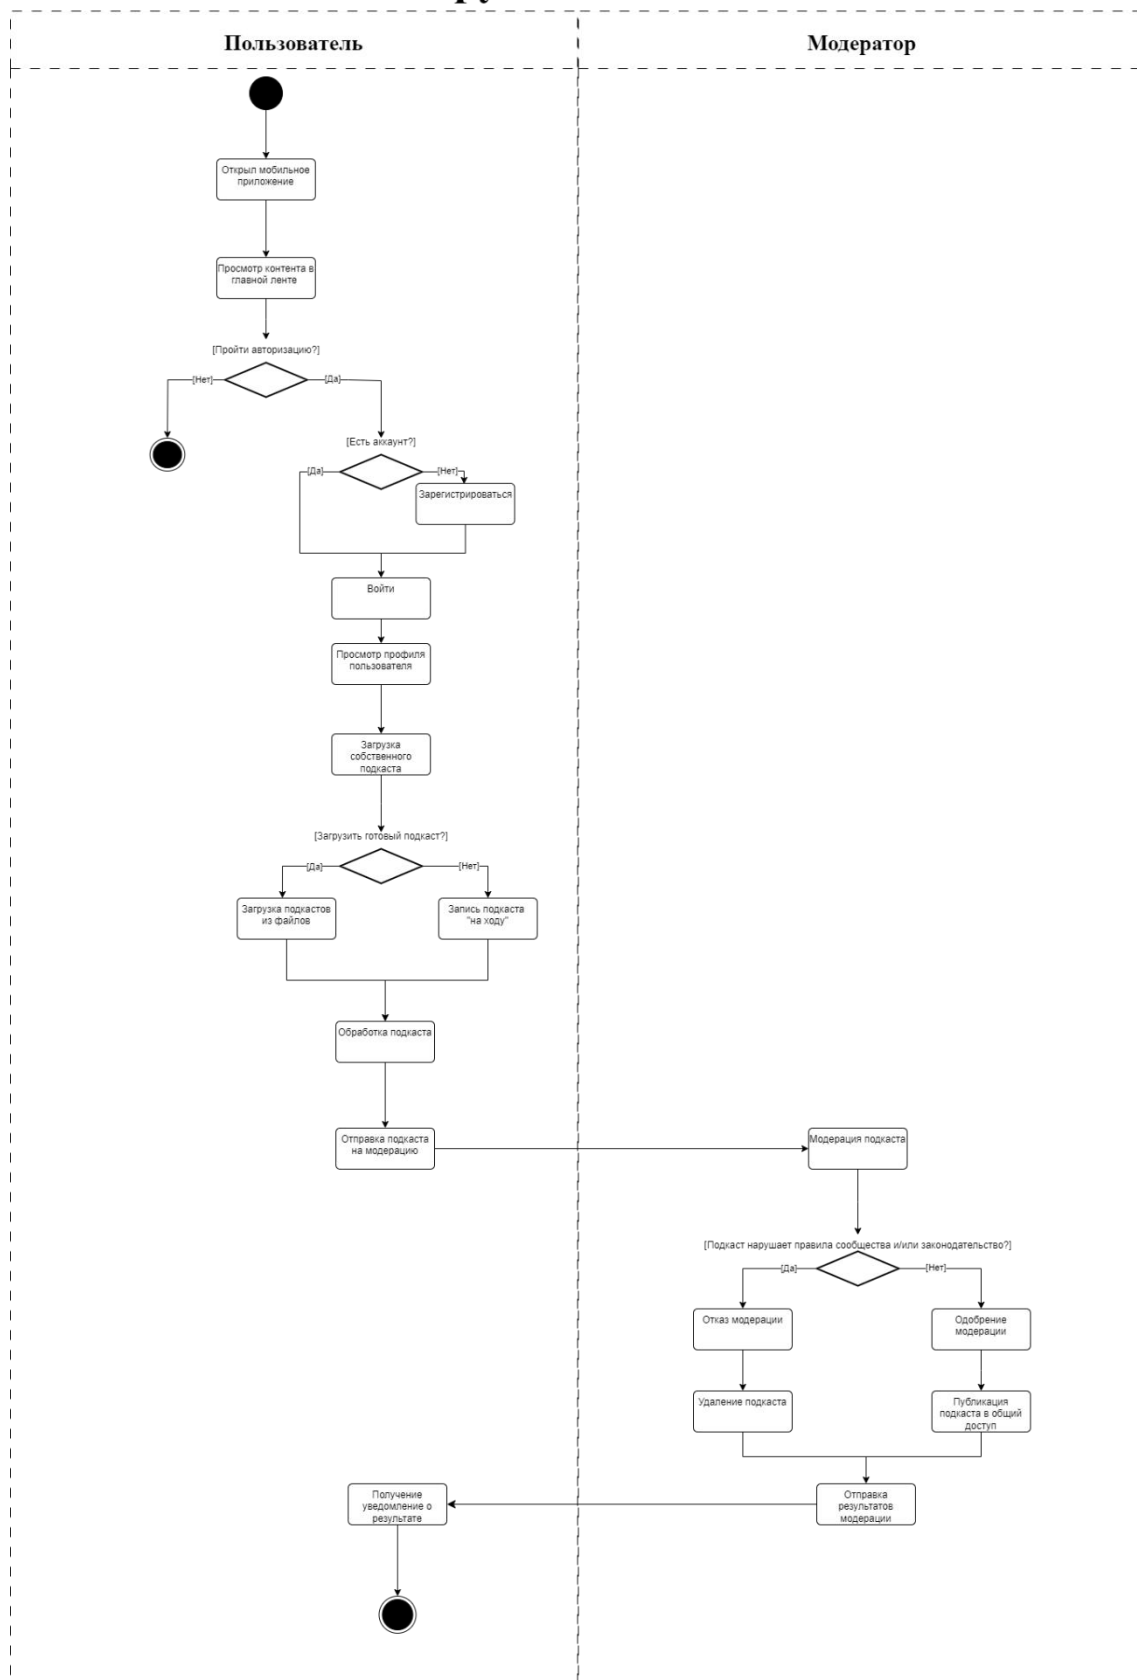 Пользователь
Модератор
Открыл мобильное
приложение
Просмотр контента в
главной ленте
[Пройти авторизацию?]
[Нет]
[Да]
[Есть аккаунт?]
[Да]
[Нет]
Зарегистрироваться
Войти
Просмотр профиля
пользователя
Загрузка
собственного
подкаста
[Загрузить готовый подкаст?]
[Да]
[Нет]
Загрузка подкастов
из файлов
Запись подкаста
"на ходу"
Обработка подкаста
Отправка подкаста
на модерацию
Модерация подкаста
[Подкаст нарушает правила сообщества и/или законодательство?]
[Да]
[Нет]
Отказ модерации
Одобрение
модерации
Удаление подкаста
Публикация
подкаста в общий
доступ
Получение
уведомление о
результате
Отправка
результатов
модерации